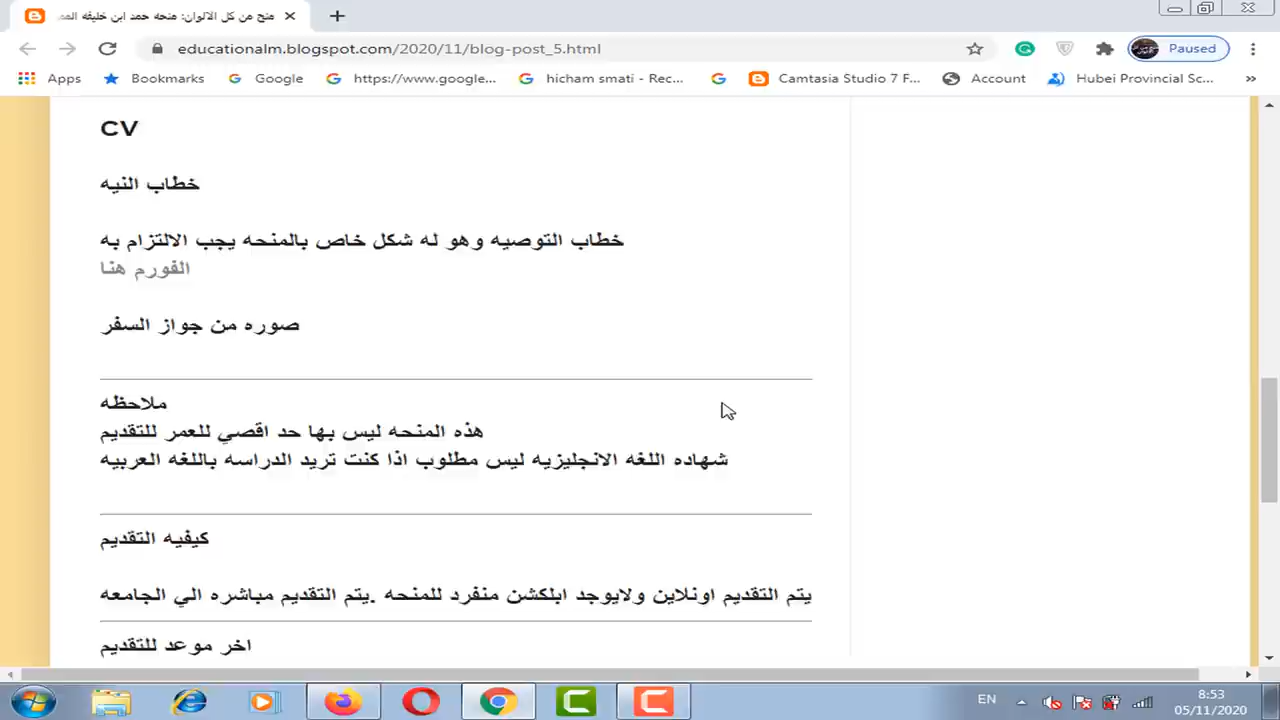 منح من كل الالوان: منحه حمد ابن خليفه
Paused
educationalm.blogspot.com/2020/11/blog-post_5.html
Apps
Bookmarks
Google
https://www.google...
hicham smati - Rec...
Camtasia Studio 7 F...
Account
Hubei Provincial Sc...
CV
خطاب النيه
خطاب التوصيه وهو له شكل خاص بالمنحه يجب الالتزام به
الفورم هنا
صوره من جواز السفر
ملاحظه
هذه المنحه ليس بها حد اقصي للعمر للتقديم
شهاده اللغه الانجليزيه ليس مطلوب اذا كنت تريد الدراسه باللغه العربيه
كيفيه التقديم
يتم التقديم اونلاين ولايوجد ابلكشن منفرد للمنحه .يتم التقديم مباشره الي الجامعه
اخر موعد للتقديم
EN
8:53
05/11/2020